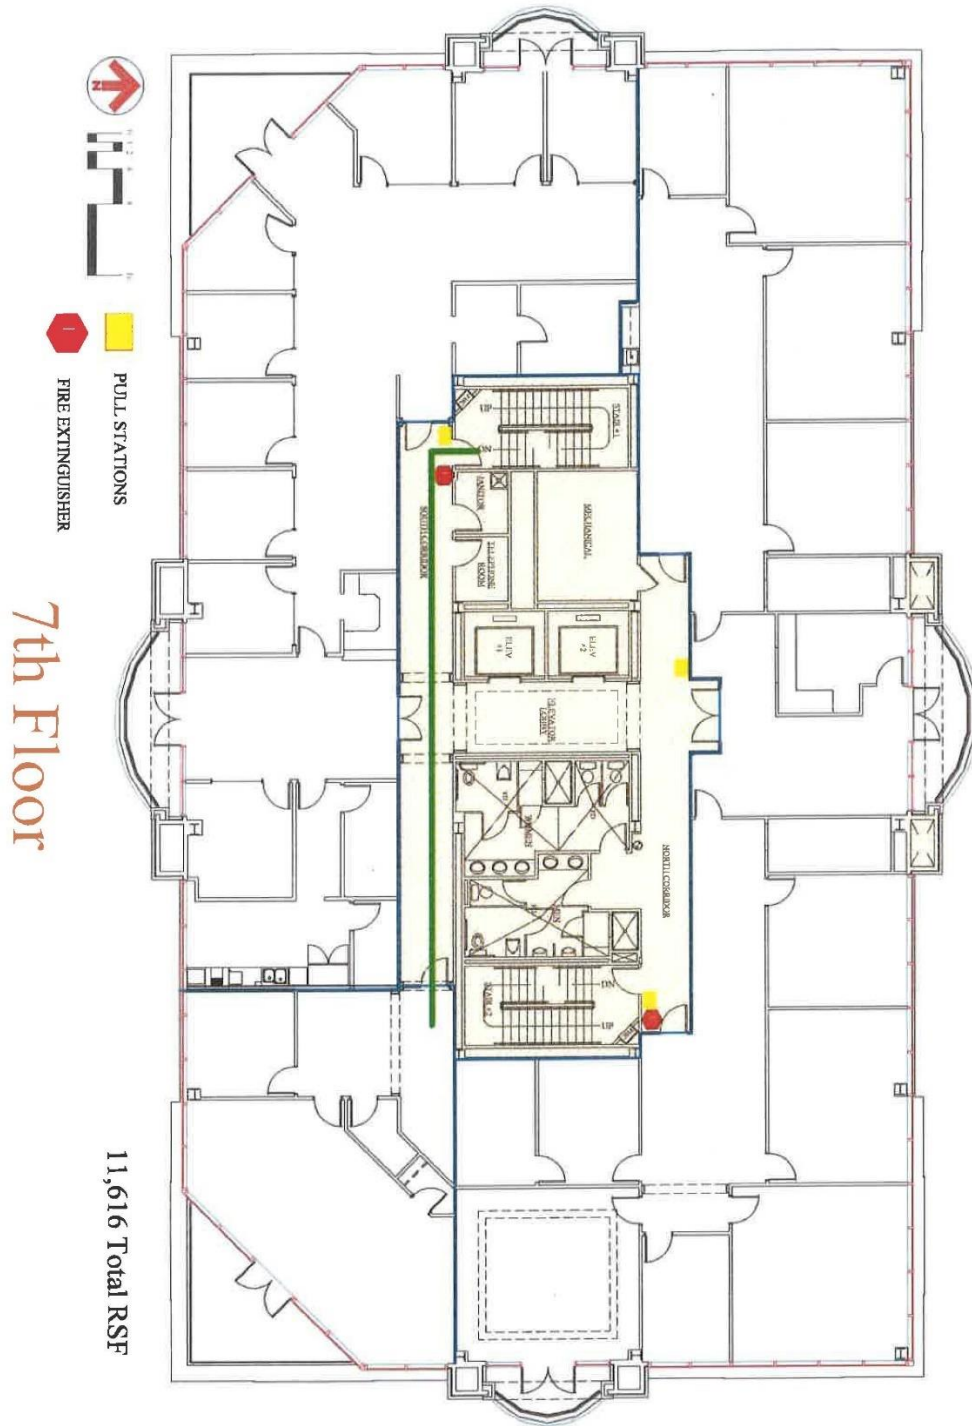 N
PULL STATIONS
FIRE EXTINGUISHER
7th Floor
11,616 Total RSF
STAIR #1
UP
DN
JANITOR
TELEPHONE
ROOM
MECHANICAL
SOUTH CORRIDOR
ELEV
#1
ELEV
#2
ELEVATOR
LOBBY
WOMEN
MEN
NORTH CORRIDOR
STAIR #2
DN
UP